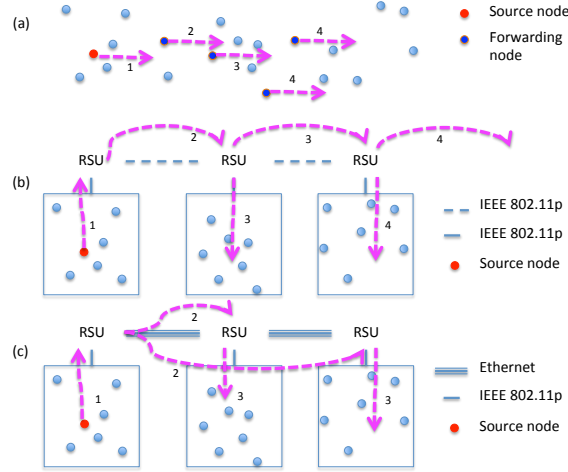 (a)
Source node
Forwarding
node
2
4
1
3
4
2
3
4
RSU
RSU
RSU
(b)
1
3
4
IEEE 802.11p
IEEE 802.11p
Source node
2
RSU
RSU
RSU
(c)
2
1
3
3
Ethernet
IEEE 802.11p
Source node